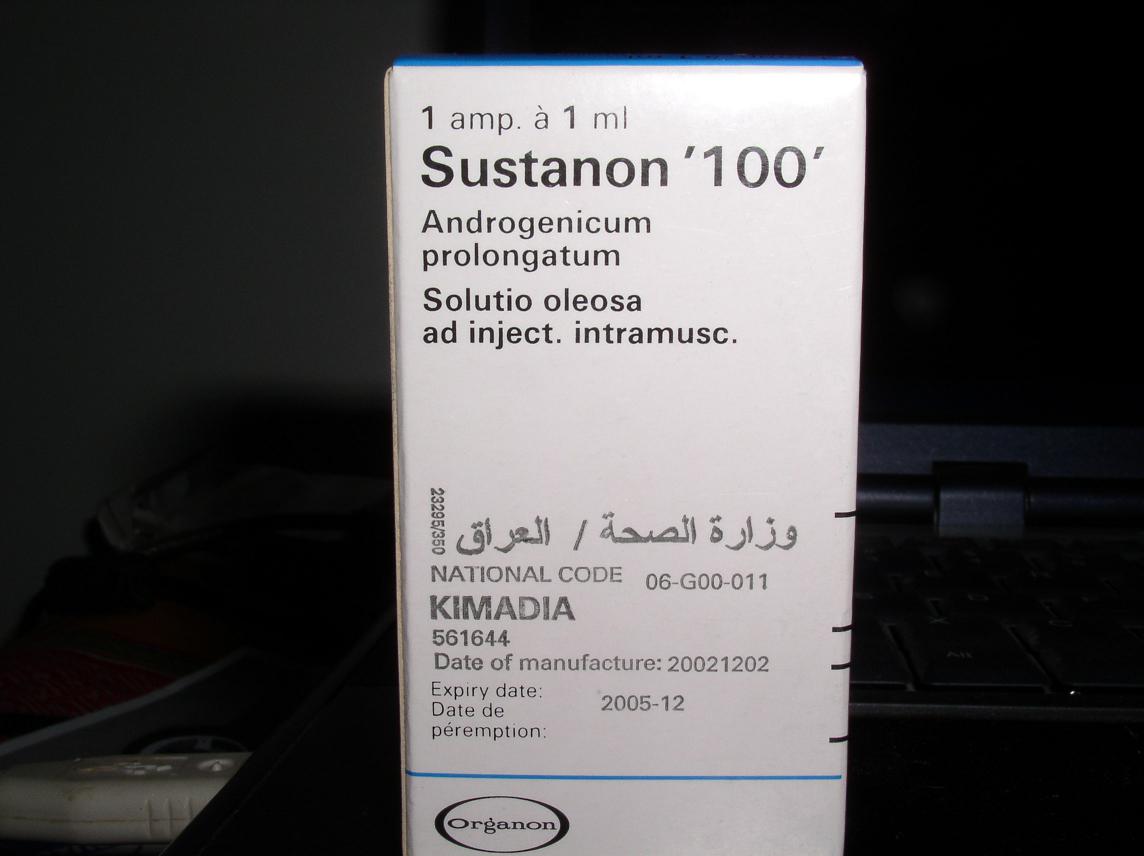 1 amp. à 1 ml
Sustanon '100'
Androgenicum
prolongatum
Solutio oleosa
ad inject. intramusc.
23295/350
وزارة الصحة / العراق
NATIONAL CODE 06-G00-011
KIMADIA
561644
Date of manufacture: 20021202
Expiry date:
Date de 2005-12
péremption:
Organon
Alt
X